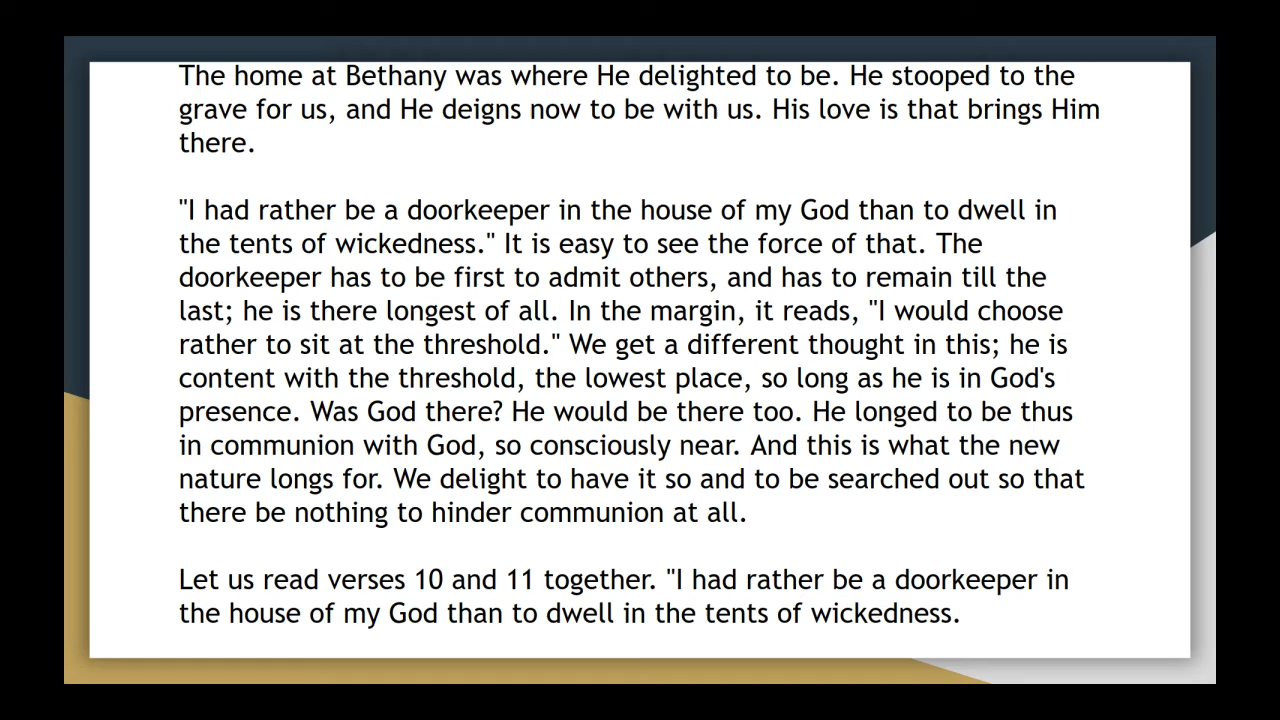 The home at Bethany was where He delighted to be. He stooped to the
grave for us, and He deigns now to be with us. His love is that brings Him
there.
"I had rather be a doorkeeper in the house of my God than to dwell in
the tents of wickedness." It is easy to see the force of that. The
doorkeeper has to be first to admit others, and has to remain till the
last; he is there longest of all. In the margin, it reads, "I would choose
rather to sit at the threshold." We get a different thought in this; he is
content with the threshold, the lowest place, so long as he is in God's
presence. Was God there? He would be there too. He longed to be thus
in communion with God, so consciously near. And this is what the new
nature longs for. We delight to have it so and to be searched out so that
there be nothing to hinder communion at all.
Let us read verses 10 and 11 together. "I had rather be a doorkeeper in
the house of my God than to dwell in the tents of wickedness.